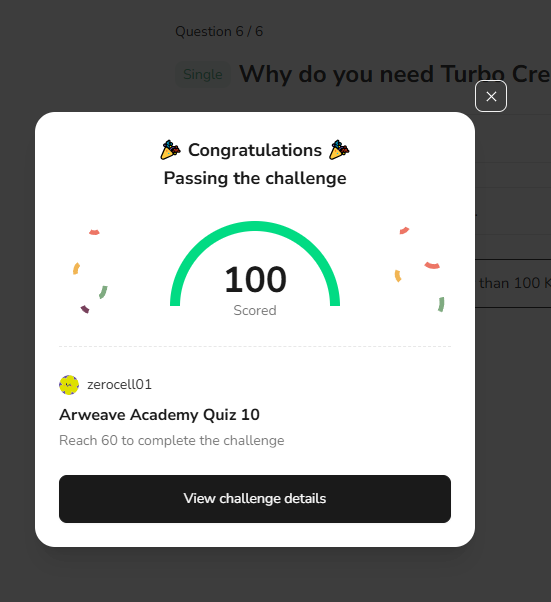 Question 6 / 6
Single Why do you need Turbo Cre
🎉 Congratulations 🎉
Passing the challenge
than 100 K
100
Scored
zerocell01
Arweave Academy Quiz 10
Reach 60 to complete the challenge
View challenge details